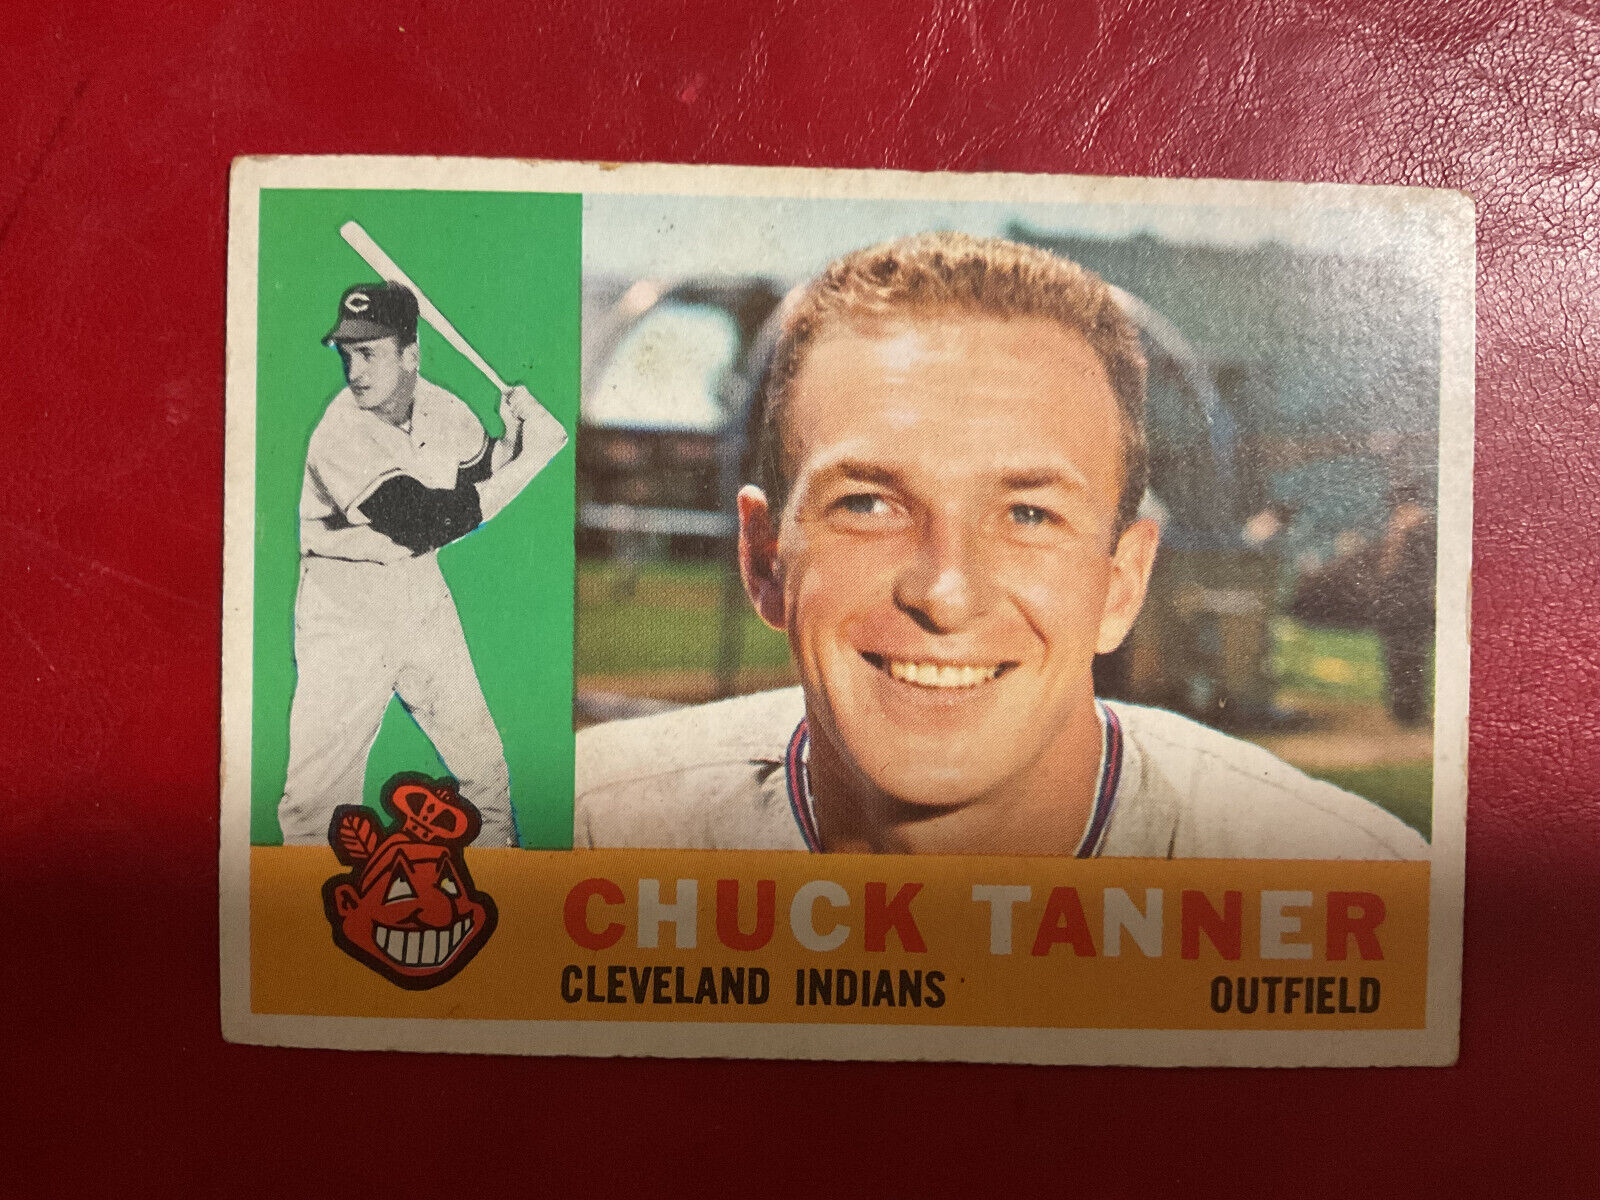 C
CHUCK TANNER
CLEVELAND INDIANS OUTFIELD